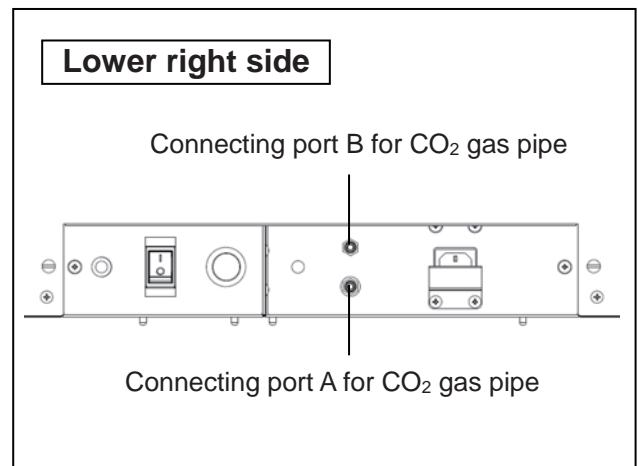 Lower right side
Connecting port B for CO₂ gas pipe
Connecting port A for CO₂ gas pipe